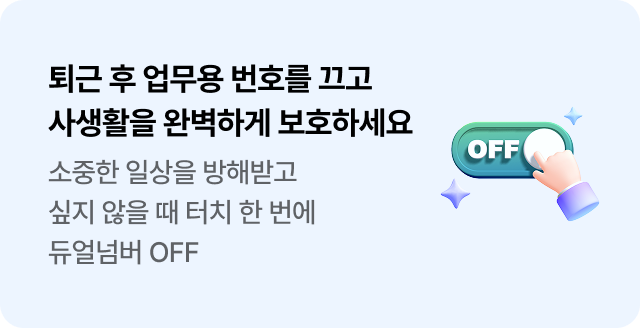 퇴근 후 업무용 번호를 끄고
사생활을 완벽하게 보호하세요
소중한 일상을 방해받고
싶지 않을 때 터치 한 번에
듀얼넘버 OFF
OFF